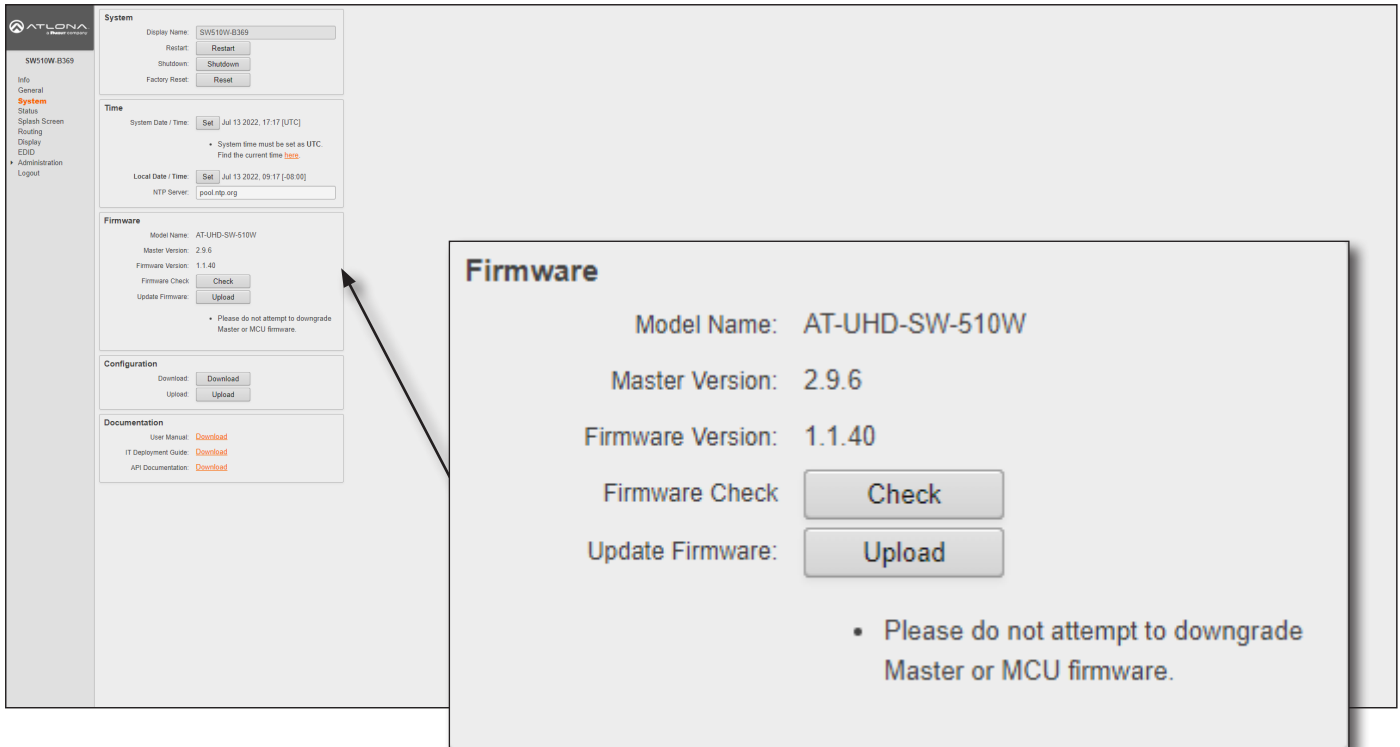 ATLONA
a Panduit company
SW510W-B369
Info
General
System
Status
Splash Screen
Routing
Display
EDID
Administration
Logout
System
Display Name: SW510W-B369
Restart: Restart
Shutdown: Shutdown
Factory Reset: Reset
Time
System Date / Time: Set Jul 13 2022, 17:17 [UTC]
• System time must be set as UTC.
Find the current time here.
Local Date / Time: Set Jul 13 2022, 09:17 [-08:00]
NTP Server: pool.ntp.org
Firmware
Model Name: AT-UHD-SW-510W
Master Version: 2.9.6
Firmware Version: 1.1.40
Firmware Check Check
Update Firmware: Upload
• Please do not attempt to downgrade
Master or MCU firmware.
Configuration
Download: Download
Upload: Upload
Documentation
User Manual: Download
IT Deployment Guide: Download
API Documentation: Download
Firmware
Model Name: AT-UHD-SW-510W
Master Version: 2.9.6
Firmware Version: 1.1.40
Firmware Check Check
Update Firmware: Upload
• Please do not attempt to downgrade
Master or MCU firmware.